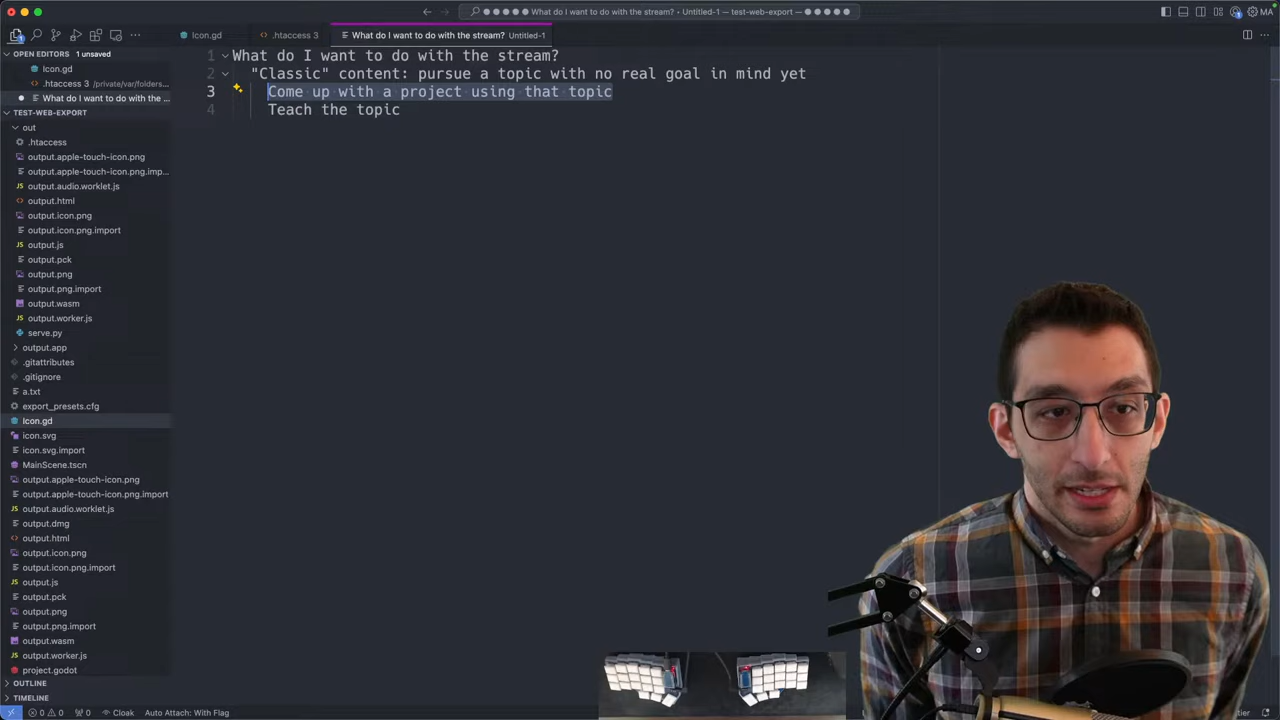 What do I want to do with the stream? • Untitled-1 — test-web-export
MA
Icon.gd
.htaccess 3
What do I want to do with the stream? Untitled-1
OPEN EDITORS 1 unsaved
Icon.gd
.htaccess 3 /private/var/folders...
What do I want to do with the ...
TEST-WEB-EXPORT
out
.htaccess
output.apple-touch-icon.png
output.apple-touch-icon.png.imp...
output.audio.worklet.js
output.html
output.icon.png
output.icon.png.import
output.js
output.pck
output.png
output.png.import
output.wasm
output.worker.js
serve.py
output.app
.gitattributes
.gitignore
a.txt
export_presets.cfg
Icon.gd
icon.svg
icon.svg.import
MainScene.tscn
output.apple-touch-icon.png
output.apple-touch-icon.png.import
output.audio.worklet.js
output.dmg
output.html
output.icon.png
output.icon.png.import
output.js
output.pck
output.png
output.png.import
output.wasm
output.worker.js
project.godot
OUTLINE
TIMELINE
1 What do I want to do with the stream?
2 "Classic" content: pursue a topic with no real goal in mind yet
3 Come up with a project using that topic
4 Teach the topic
0 0 0 Cloak Auto Attach: With Flag